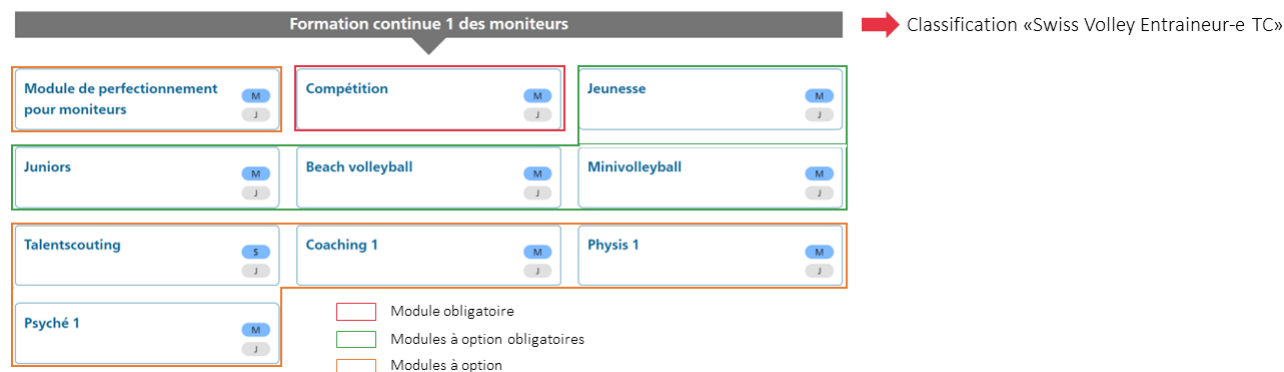 Formation continue 1 des moniteurs
Classification «Swiss Volley Entraineur-e TC»
Module de perfectionnement
pour moniteurs
M
J
Compétition
M
J
Jeunesse
M
J
Juniors
M
J
Beach volleyball
M
J
Minivolleyball
M
J
Talentscouting
S
J
Coaching 1
M
J
Physis 1
M
J
Psyché 1
M
J
Module obligatoire
Modules à option obligatoires
Modules à option